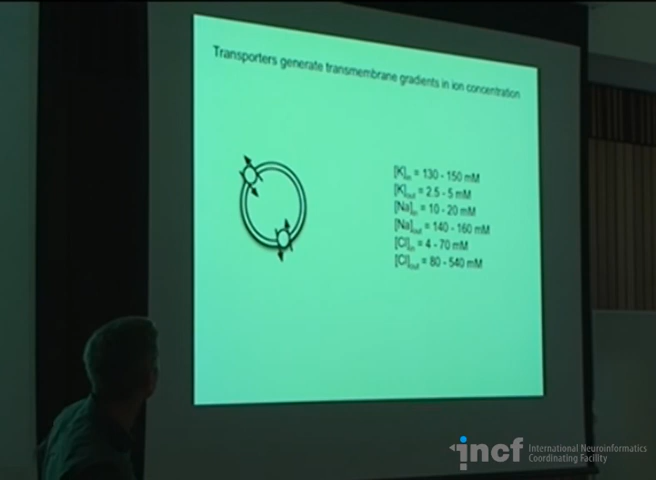 Transporters generate transmembrane gradients in ion concentration
[K]in = 130 - 150 mM
[K]out = 2.5 - 5 mM
[Na]in = 10 - 20 mM
[Na]out = 140 - 160 mM
[Cl]in = 4 - 70 mM
[Cl]out = 80 - 540 mM
incf International Neuroinformatics
Coordinating Facility